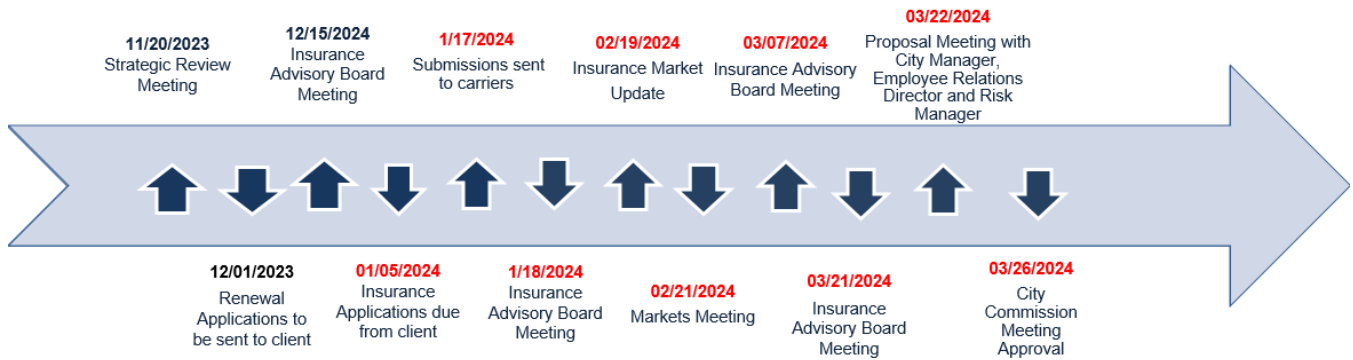 11/20/2023
Strategic Review
Meeting
12/15/2024
Insurance
Advisory Board
Meeting
1/17/2024
Submissions sent
to carriers
02/19/2024
Insurance Market
Update
03/07/2024
Insurance Advisory
Board Meeting
03/22/2024
Proposal Meeting with
City Manager,
Employee Relations
Director and Risk
Manager
12/01/2023
Renewal
Applications to
be sent to client
01/05/2024
Insurance
Applications due
from client
1/18/2024
Insurance
Advisory Board
Meeting
02/21/2024
Markets Meeting
03/21/2024
Insurance
Advisory Board
Meeting
03/26/2024
City
Commission
Meeting
Approval